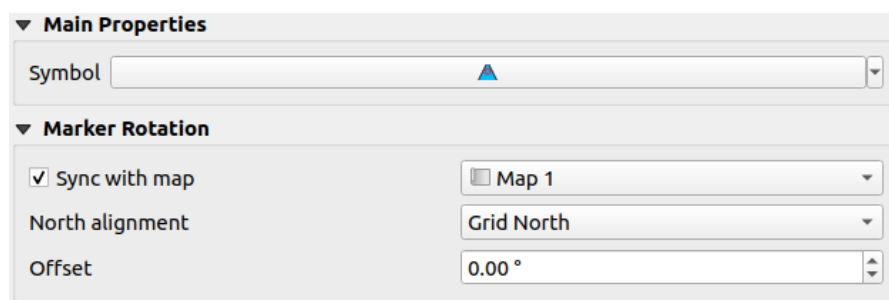 Main Properties
Symbol
Marker Rotation
Sync with map Map 1
North alignment Grid North
Offset 0.00 °